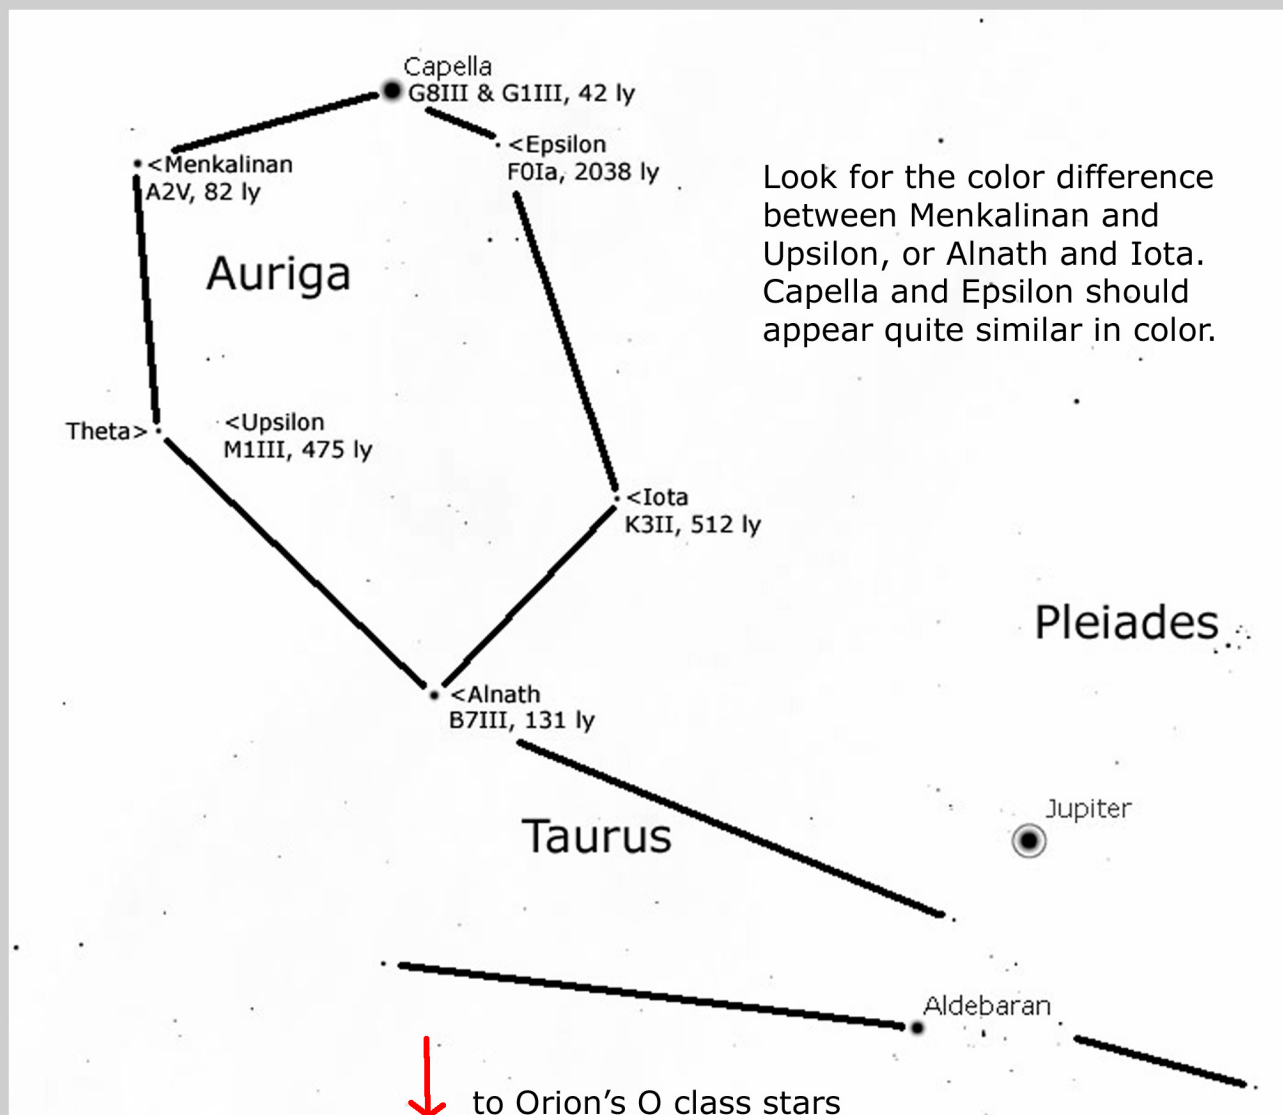 Capella
G8III & G1III, 42 ly
<Epsilon
F0Ia, 2038 ly
<Menkalinan
A2V, 82 ly
Look for the color difference
between Menkalinan and
Upsilon, or Alnath and Iota.
Capella and Epsilon should
appear quite similar in color.
Auriga
Theta>
<Upsilon
M1III, 475 ly
<Iota
K3II, 512 ly
Pleiades
<Alnath
B7III, 131 ly
Jupiter
Taurus
Aldebaran
to Orion’s O class stars